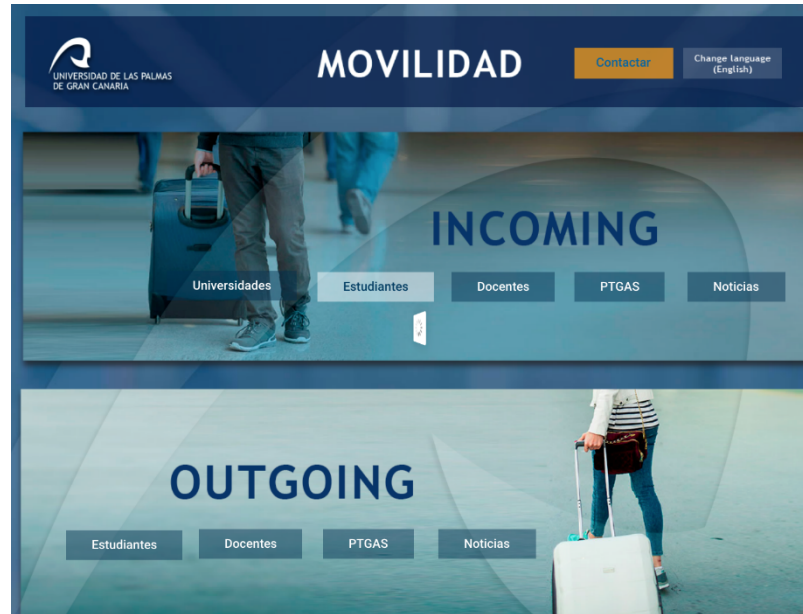 UNIVERSIDAD DE LAS PALMAS
DE GRAN CANARIA
MOVILIDAD
Contactar
Change language
(English)
INCOMING
Universidades
Estudiantes
Docentes
PTGAS
Noticias
OUTGOING
Estudiantes
Docentes
PTGAS
Noticias